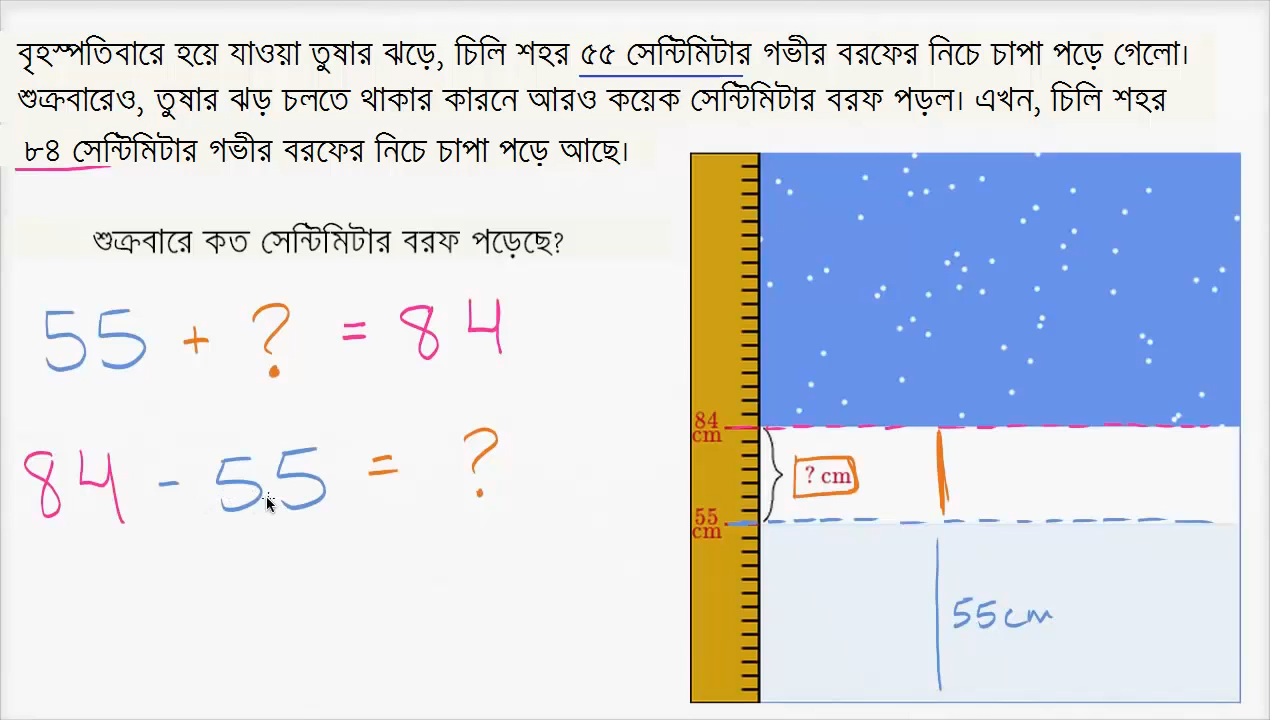 বৃহস্পতিবারে হয়ে যাওয়া তুষার ঝড়ে, চিলি শহর ৫৫ সেন্টিমিটার গভীর বরফের নিচে চাপা পড়ে গেলো।
শুক্রবারেও, তুষার ঝড় চলতে থাকার কারনে আরও কয়েক সেন্টিমিটার বরফ পড়ল। এখন, চিলি শহর
৮৪ সেন্টিমিটার গভীর বরফের নিচে চাপা পড়ে আছে।
শুক্রবারে কত সেন্টিমিটার বরফ পড়েছে?
55 + ? = 84
84 - 55 = ?
84
cm
? cm
55
cm
55cm